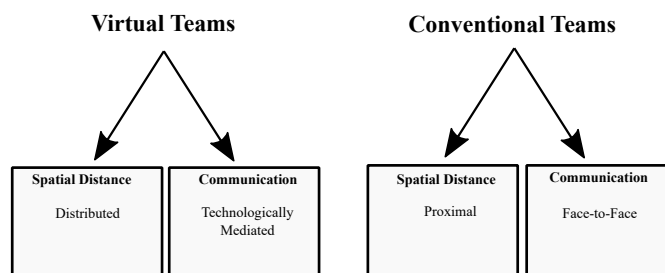 Virtual Teams
Conventional Teams
Spatial Distance
Distributed
Communication
Technologically
Mediated
Spatial Distance
Proximal
Communication
Face-to-Face